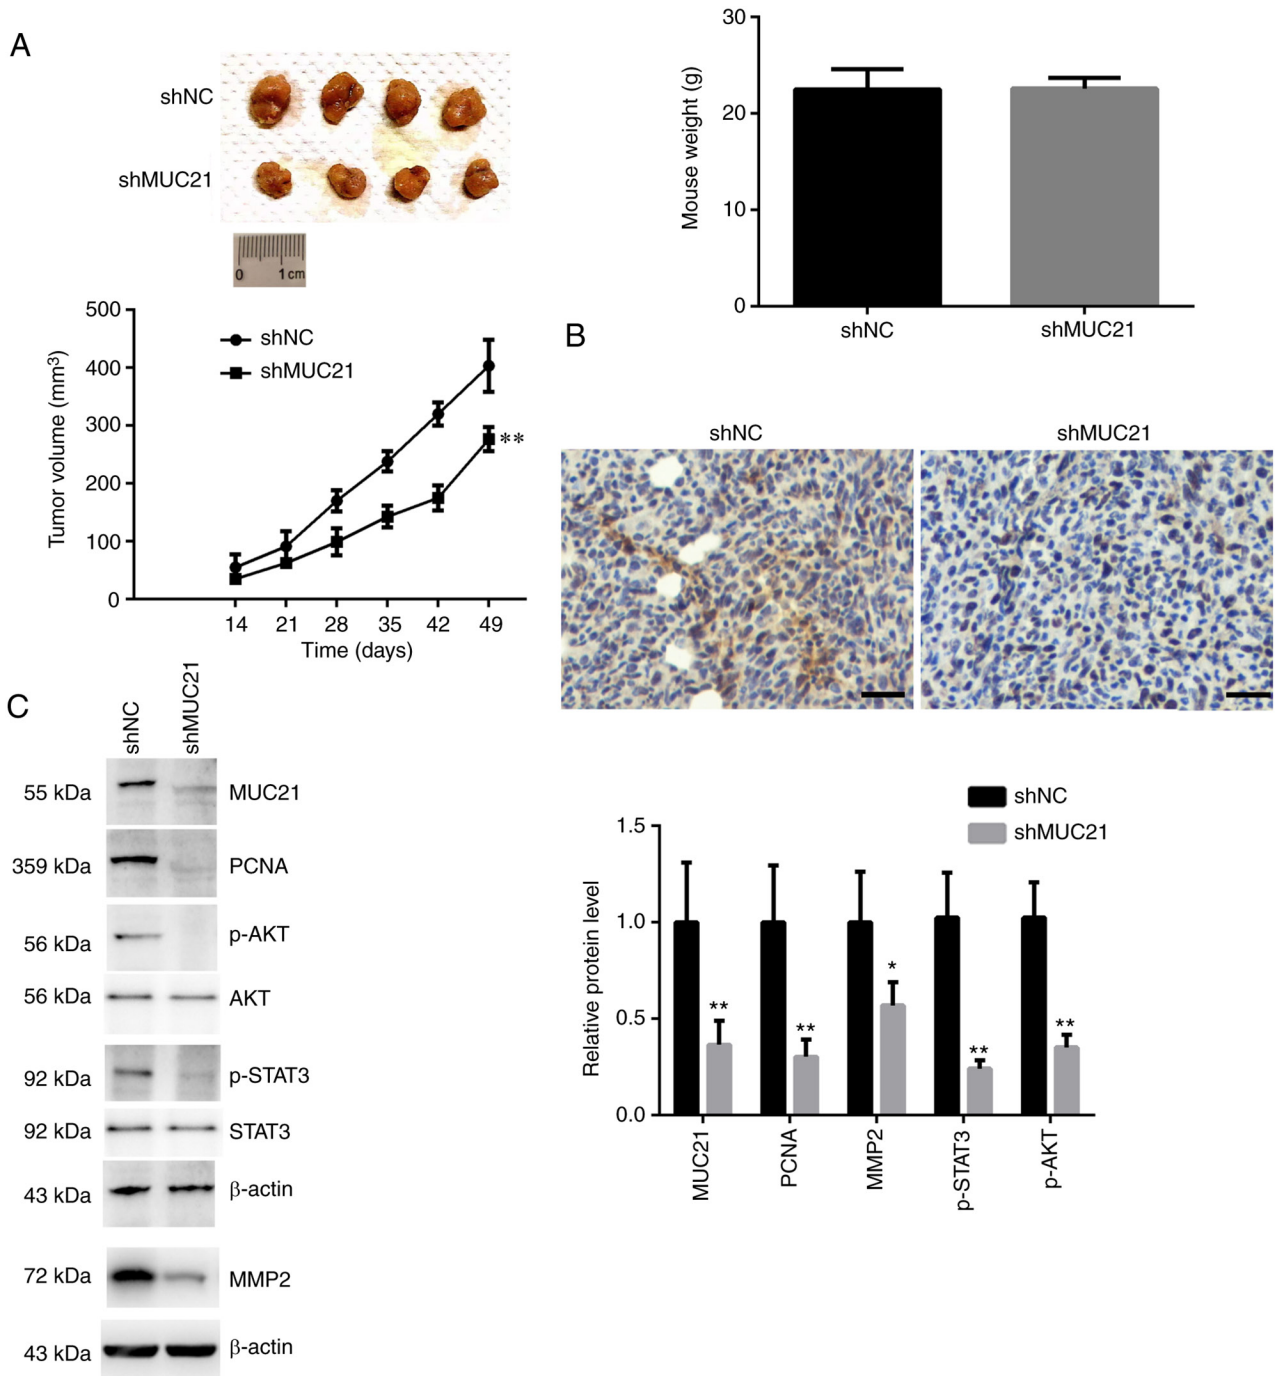 A
shNC
shMUC21
0 1 cm
500
400
300
200
100
0
Tumor volume (mm³)
shNC
shMUC21
**
14 21 28 35 42 49
Time (days)
30
20
10
0
Mouse weight (g)
shNC shMUC21
B
shNC shMUC21
C
shNC shMUC21
55 kDa MUC21
359 kDa PCNA
56 kDa p-AKT
56 kDa AKT
92 kDa p-STAT3
92 kDa STAT3
43 kDa β-actin
72 kDa MMP2
43 kDa β-actin
shNC
shMUC21
1.5
1.0
0.5
0.0
Relative protein level
** ** * ** **
MUC21 PCNA MMP2 p-STAT3 p-AKT